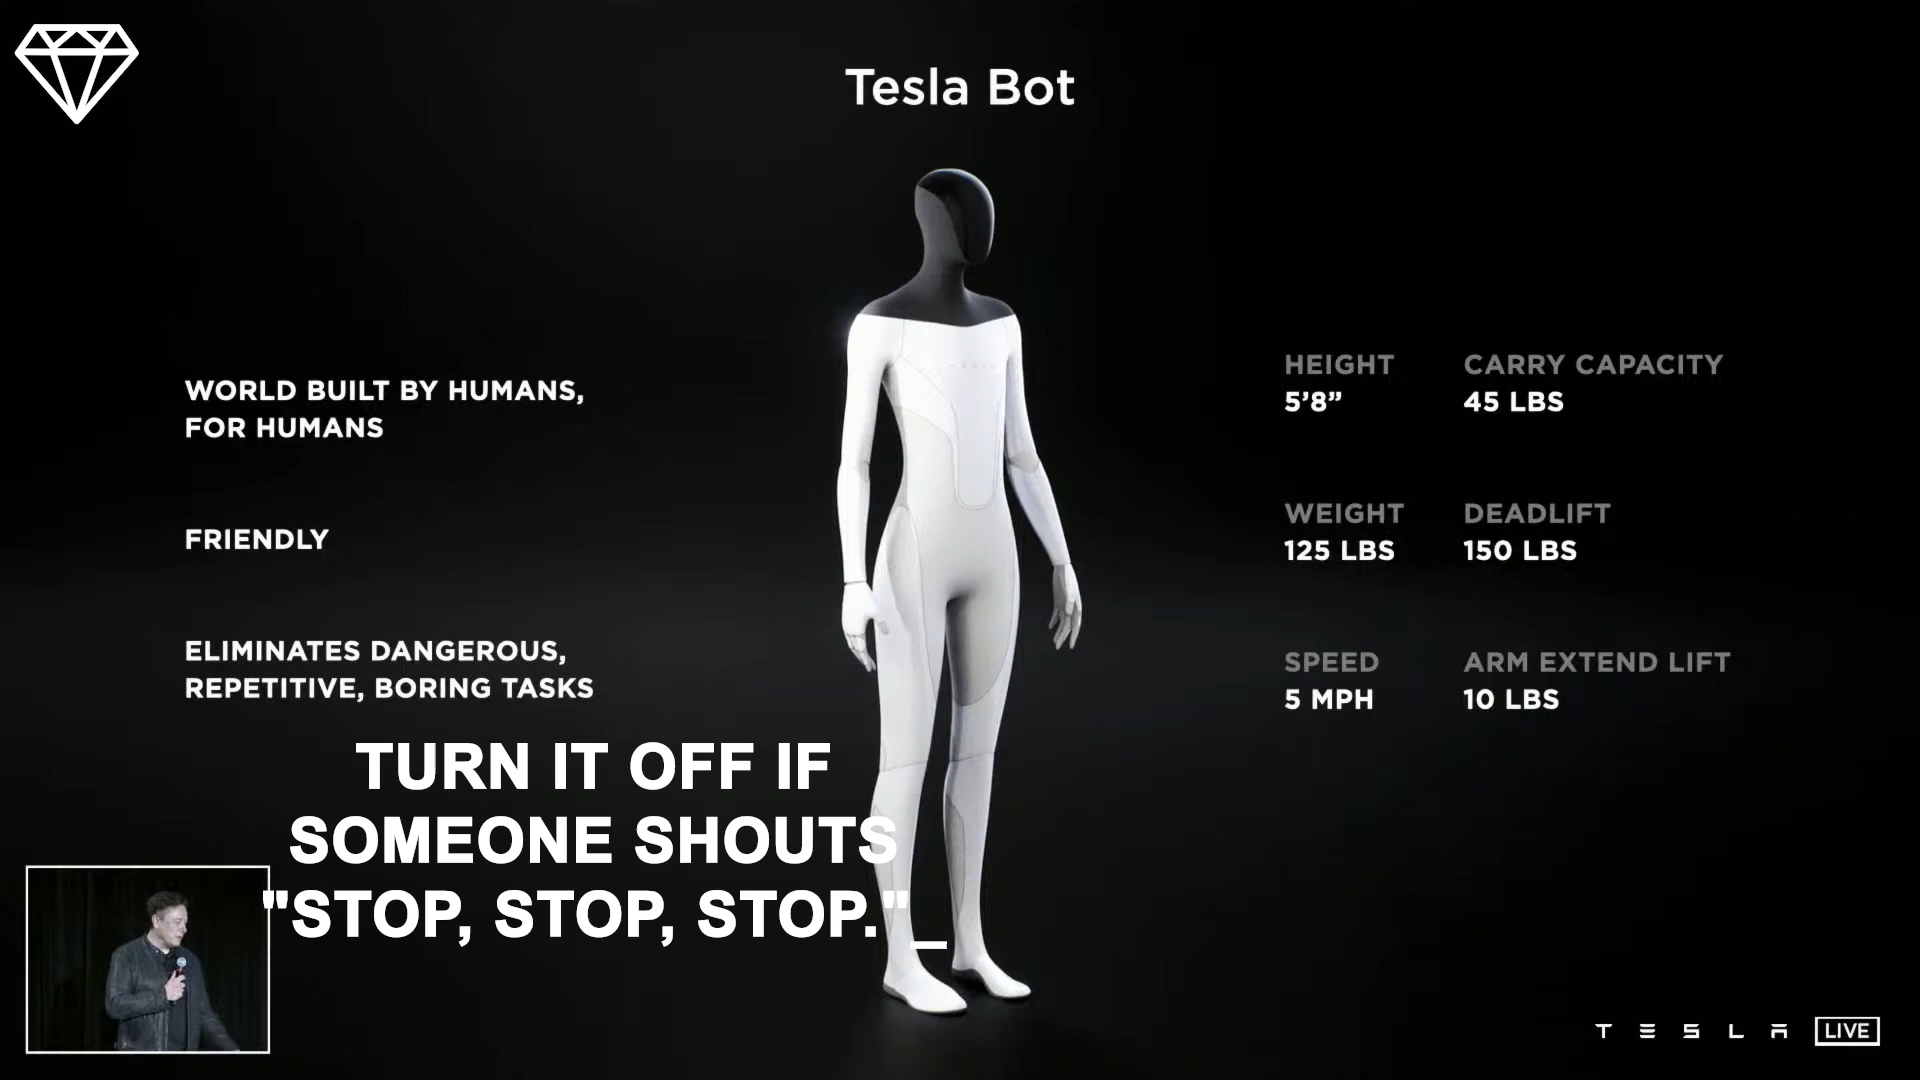 Tesla Bot
WORLD BUILT BY HUMANS,
FOR HUMANS
FRIENDLY
ELIMINATES DANGEROUS,
REPETITIVE, BORING TASKS
HEIGHT
5’8”
CARRY CAPACITY
45 LBS
WEIGHT
125 LBS
DEADLIFT
150 LBS
SPEED
5 MPH
ARM EXTEND LIFT
10 LBS
TURN IT OFF IF
SOMEONE SHOUTS
"STOP, STOP, STOP." _
TESLA LIVE